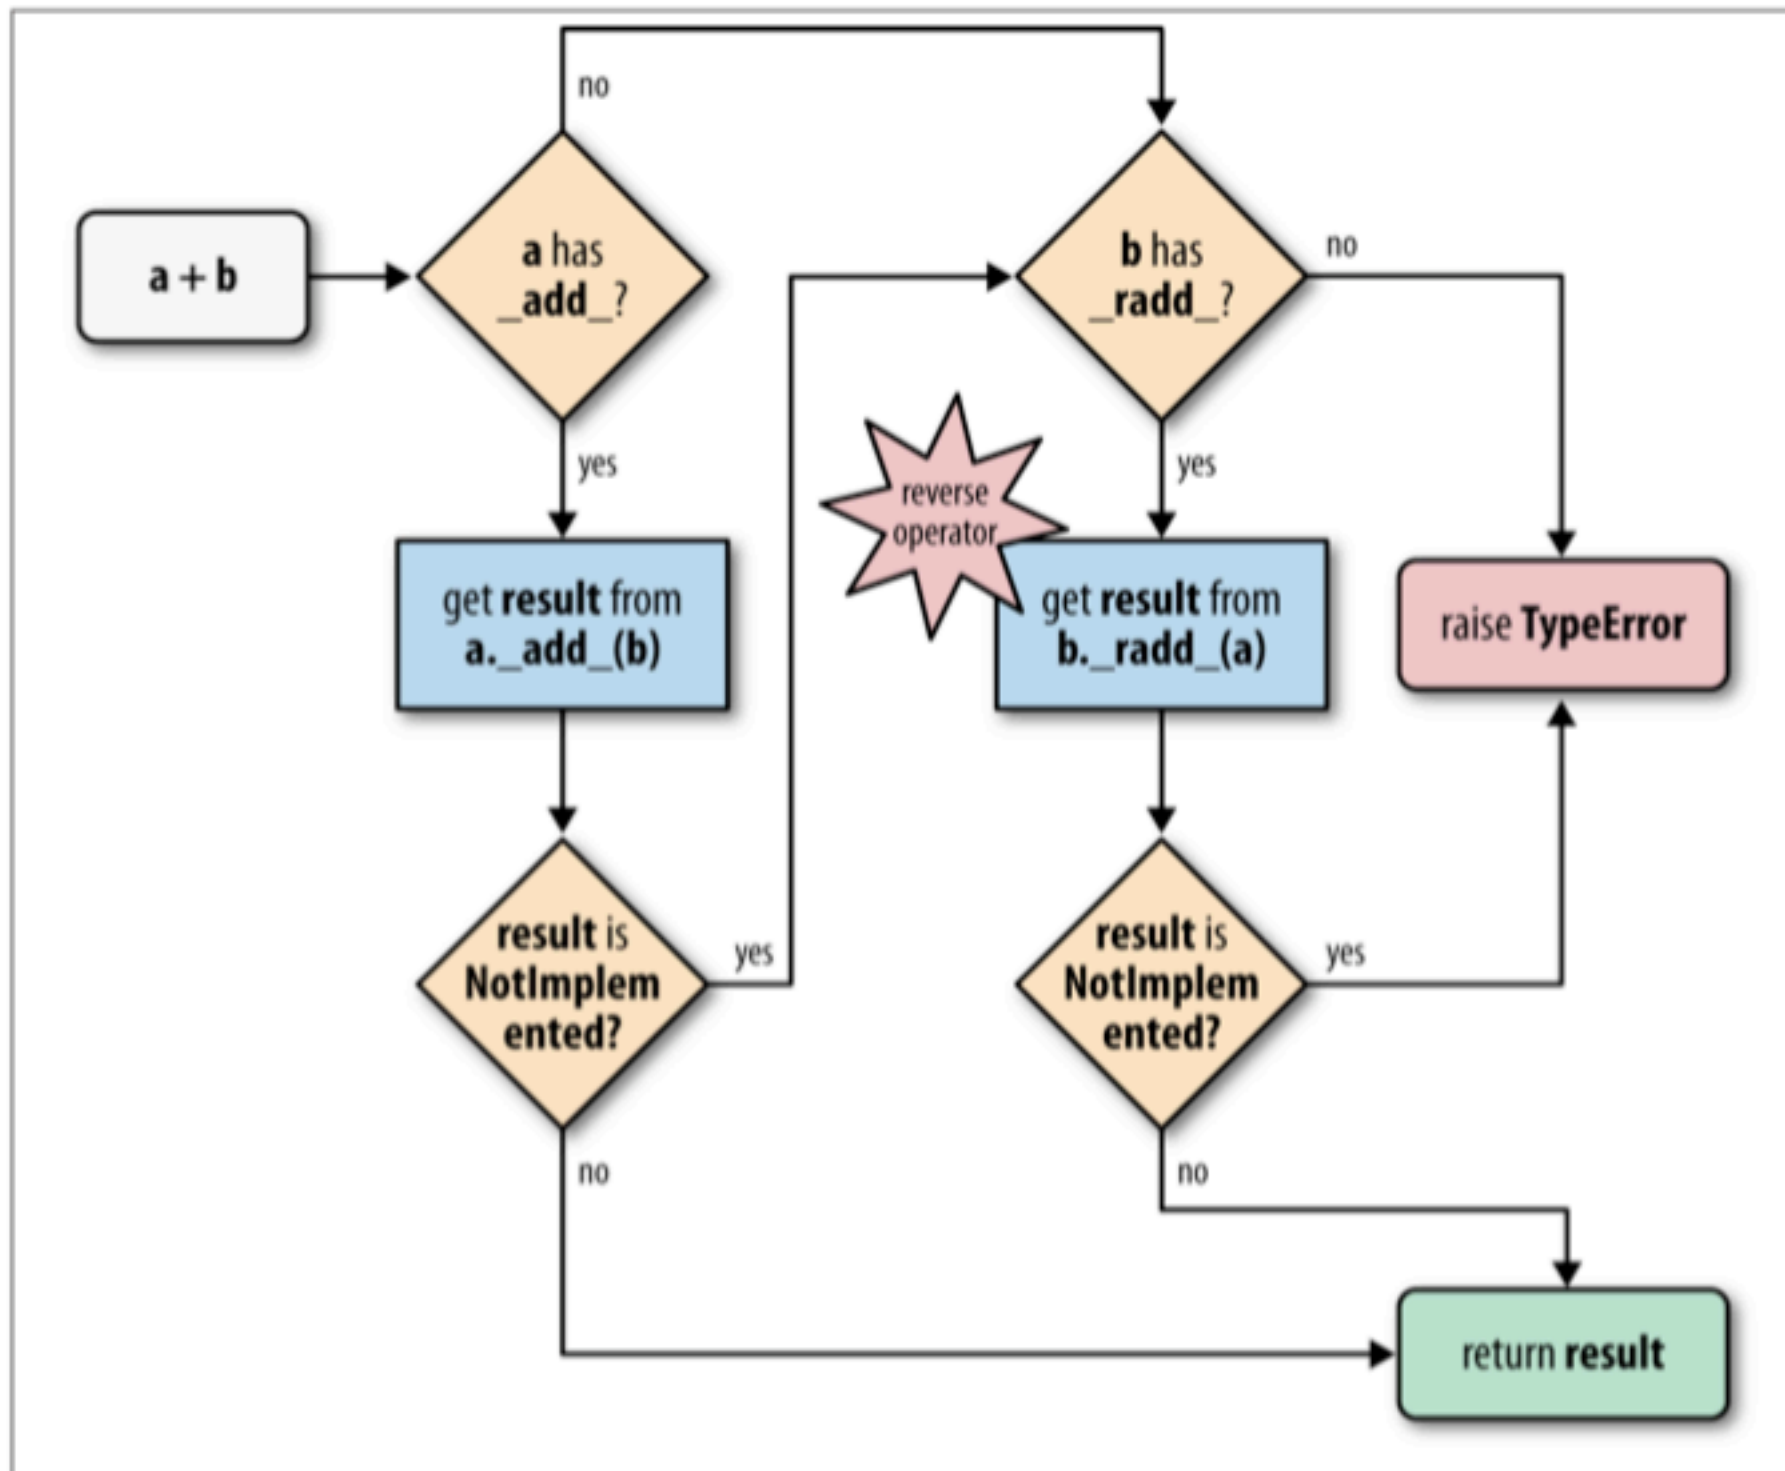 a + b
no
a has
_add_?
yes
get result from
a._add_(b)
result is
NotImplem
ented?
yes
no
b has
_radd_?
no
yes
reverse
operator
get result from
b._radd_(a)
result is
NotImplem
ented?
yes
no
raise TypeError
return result